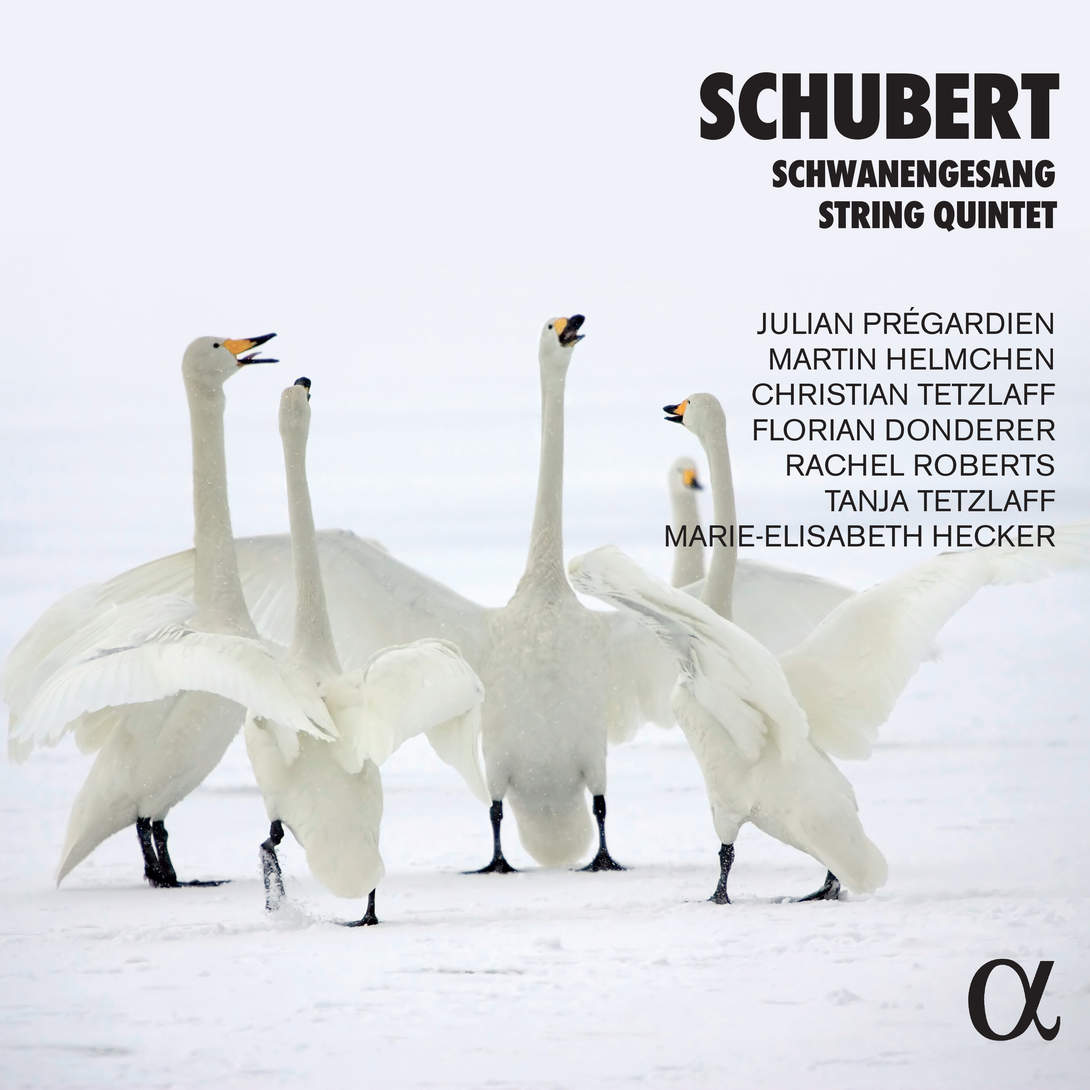 SCHUBERT
SCHWANENGESANG
STRING QUINTET
JULIAN PRÉGARDIEN
MARTIN HELMCHEN
CHRISTIAN TETZLAFF
FLORIAN DONDERER
RACHEL ROBERTS
TANJA TETZLAFF
MARIE-ELISABETH HECKER
α